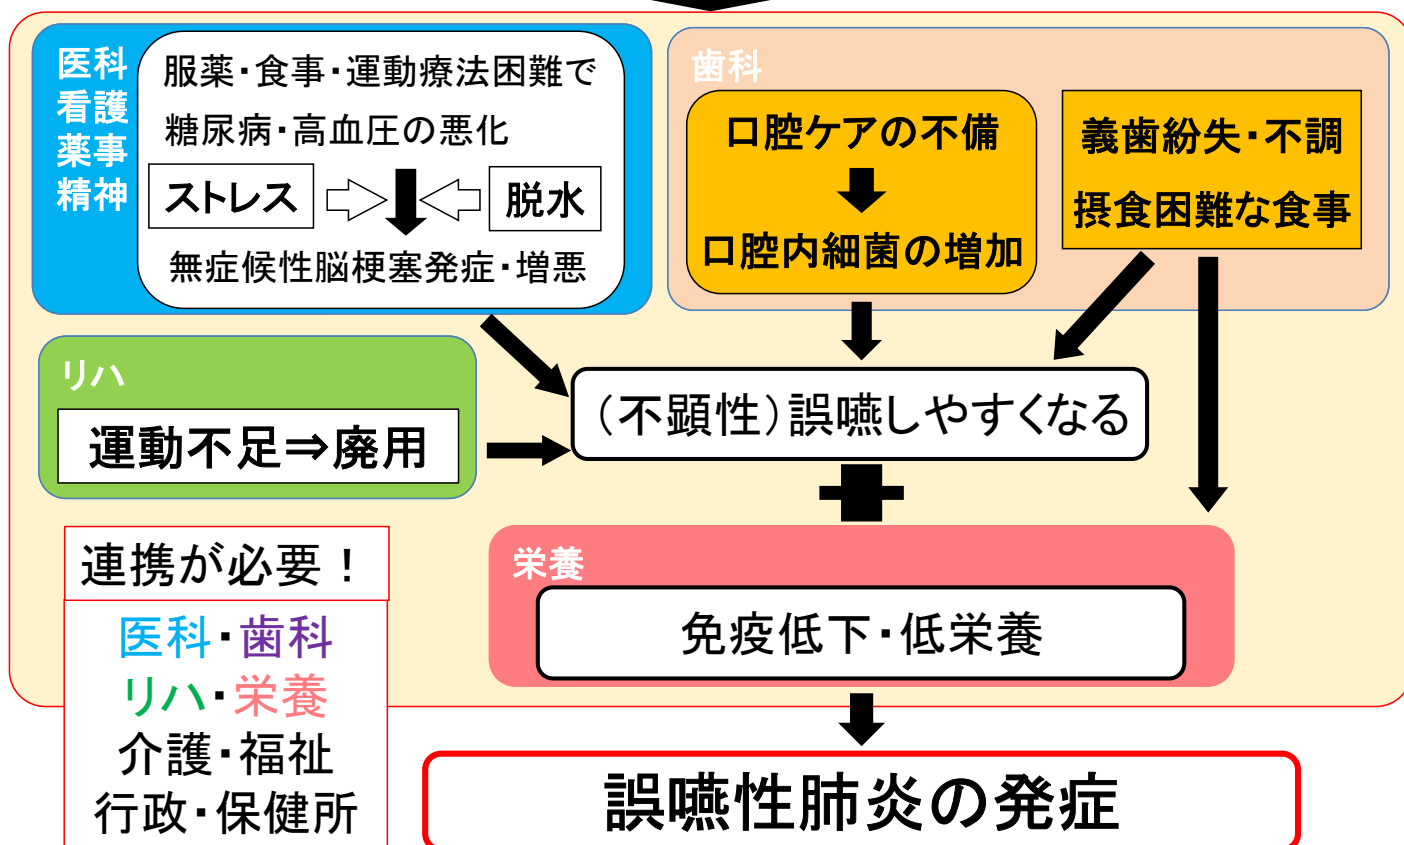 医科
看護
薬事
精神
服薬・食事・運動療法困難で
糖尿病・高血圧の悪化
ストレス
脱水
無症候性脳梗塞発症・増悪
歯科
口腔ケアの不備
口腔内細菌の増加
義歯紛失・不調
摂食困難な食事
リハ
運動不足⇒廃用
（不顕性）誤嚥しやすくなる
栄養
免疫低下・低栄養
連携が必要！
医科・歯科
リハ・栄養
介護・福祉
行政・保健所
誤嚥性肺炎の発症